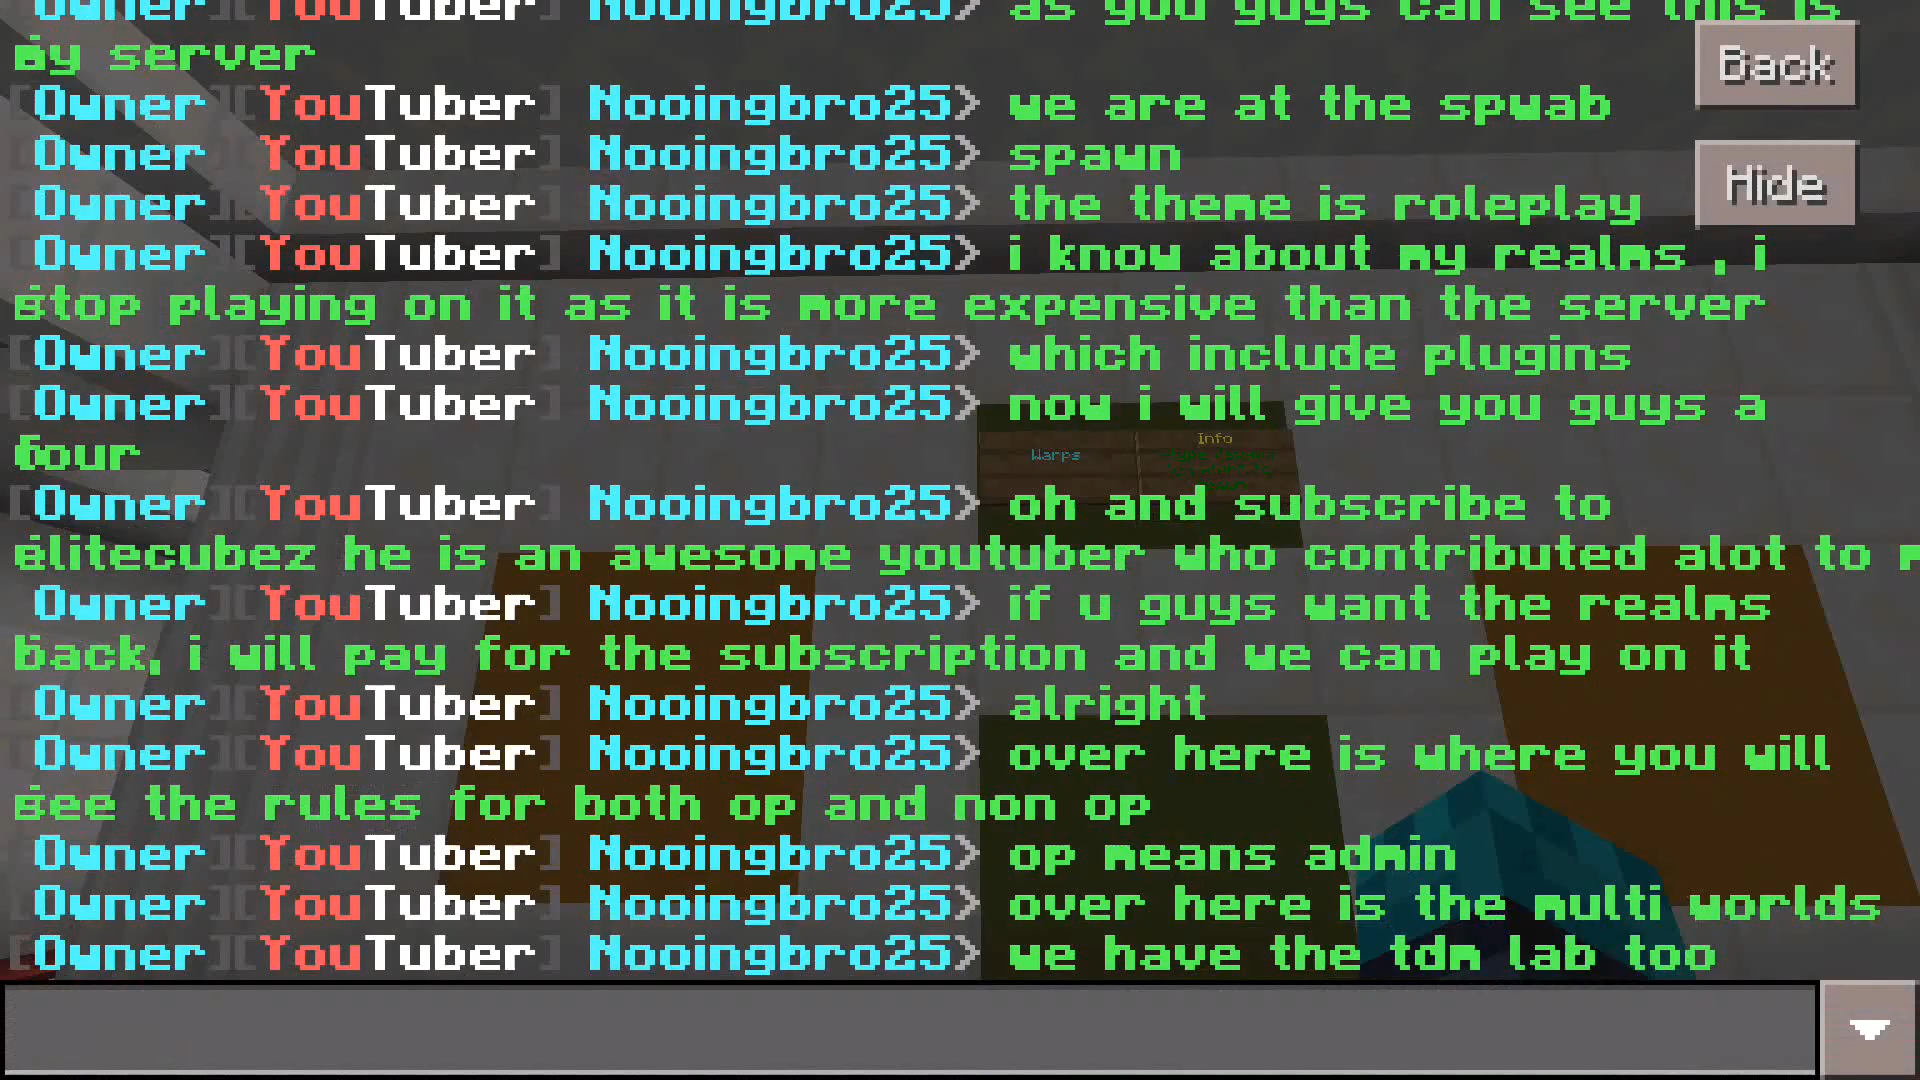 [Owner][YouTuber] Nooingbro25> as you guys can see this is
my server
[Owner][YouTuber] Nooingbro25> we are at the spwab
[Owner][YouTuber] Nooingbro25> spawn
[Owner][YouTuber] Nooingbro25> the theme is roleplay
[Owner][YouTuber] Nooingbro25> i know about my realms , i
stop playing on it as it is more expensive than the server
[Owner][YouTuber] Nooingbro25> which include plugins
[Owner][YouTuber] Nooingbro25> now i will give you guys a
tour
[Owner][YouTuber] Nooingbro25> oh and subscribe to
elitecubez he is an awesome youtuber who contributed alot to
[Owner][YouTuber] Nooingbro25> if u guys want the realms
back, i will pay for the subscription and we can play on it
[Owner][YouTuber] Nooingbro25> alright
[Owner][YouTuber] Nooingbro25> over here is where you will
see the rules for both op and non op
[Owner][YouTuber] Nooingbro25> op means admin
[Owner][YouTuber] Nooingbro25> over here is the multi worlds
[Owner][YouTuber] Nooingbro25> we have the tdm lab too
Back
Hide
Warps
Info